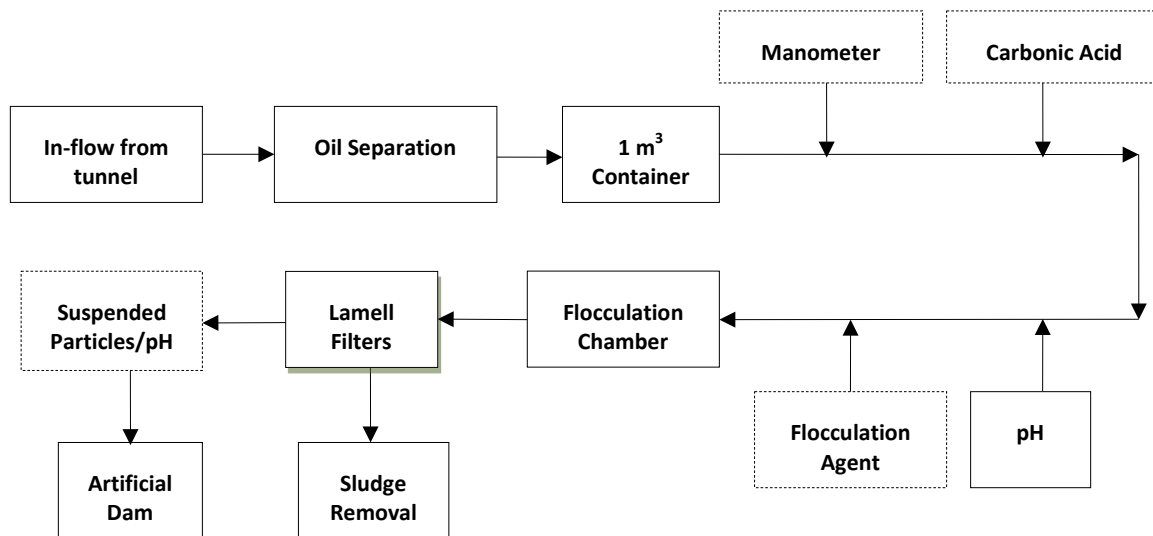 Manometer
Carbonic Acid
In-flow from
tunnel
Oil Separation
1 m³
Container
Suspended
Particles/pH
Lamell
Filters
Flocculation
Chamber
Flocculation
Agent
pH
Artificial
Dam
Sludge
Removal